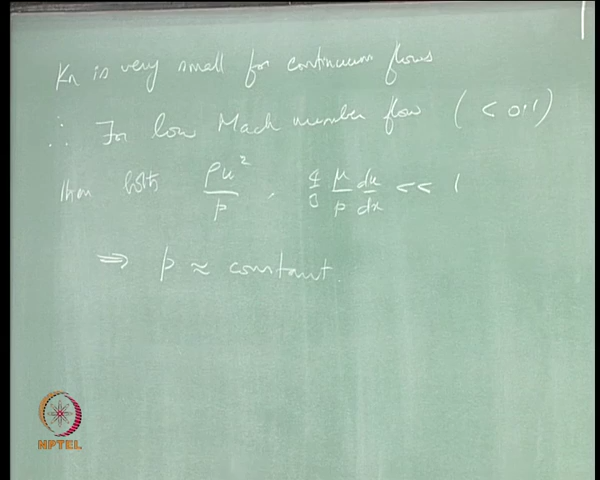 Kn is very small for continuum flows
∴ For low Mach number flow ( < 0.1 )
then both ρu²/p , 4/3 μ/p du/dx << 1
⇒ p ≈ constant.
NPTEL